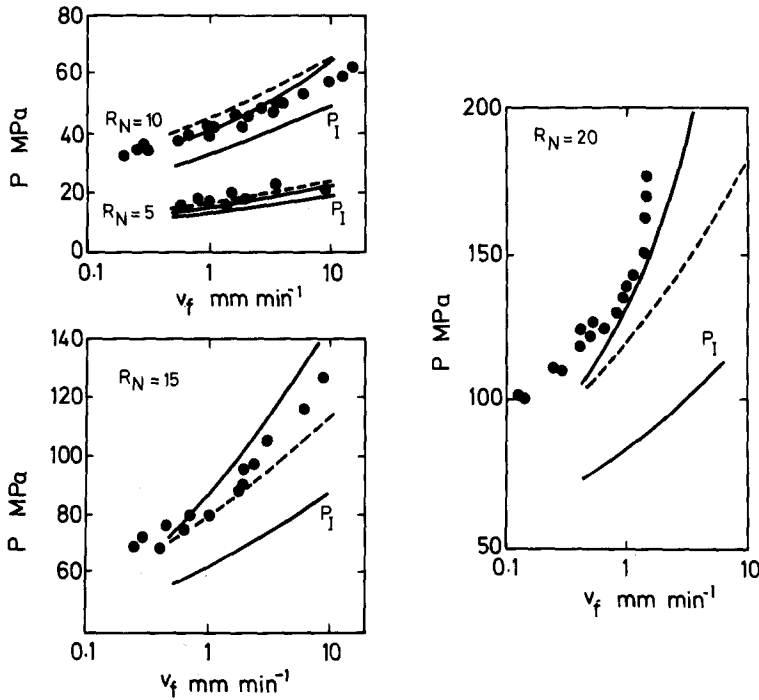 80
60
40
20
0
P MPa
R_N=10
P_I
R_N=5
P_I
0.1
1
10
v_f mm min⁻¹
140
120
100
80
60
P MPa
R_N=15
P_I
0.1
1
10
v_f mm min⁻¹
200
150
100
50
P MPa
R_N=20
P_I
0.1
1
10
v_f mm min⁻¹